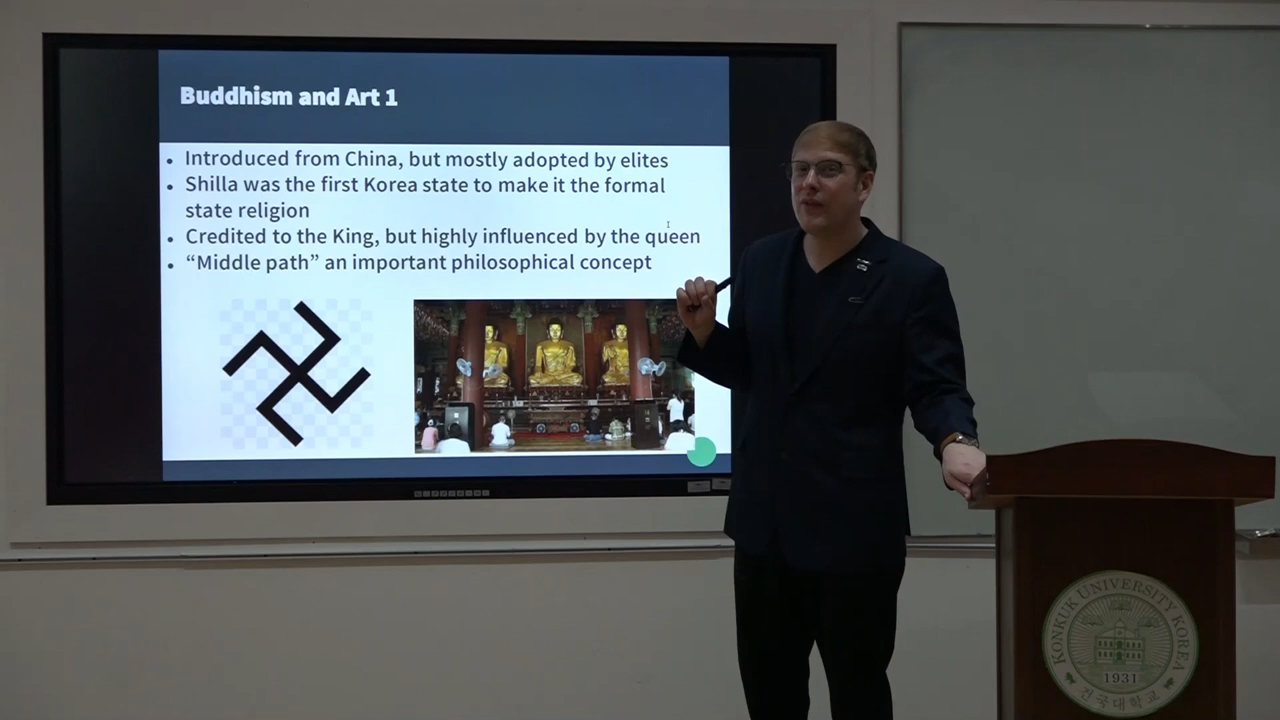 Buddhism and Art 1
• Introduced from China, but mostly adopted by elites
• Shilla was the first Korea state to make it the formal
state religion
• Credited to the King, but highly influenced by the queen
• “Middle path” an important philosophical concept
KONKUK UNIVERSITY KOREA
1931
건국대학교